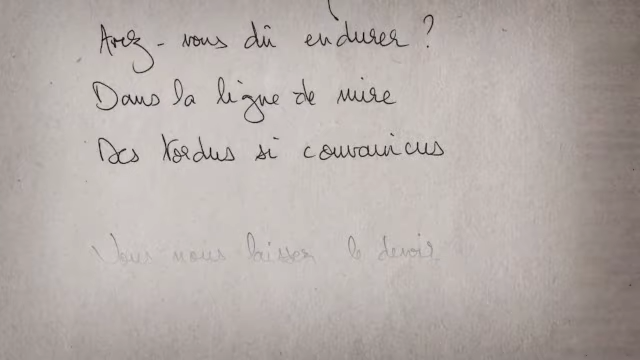 Avez-vous dû endurer ?
Dans la ligne de mire
Des tordus si convaincus
Vous nous laissez le devoir